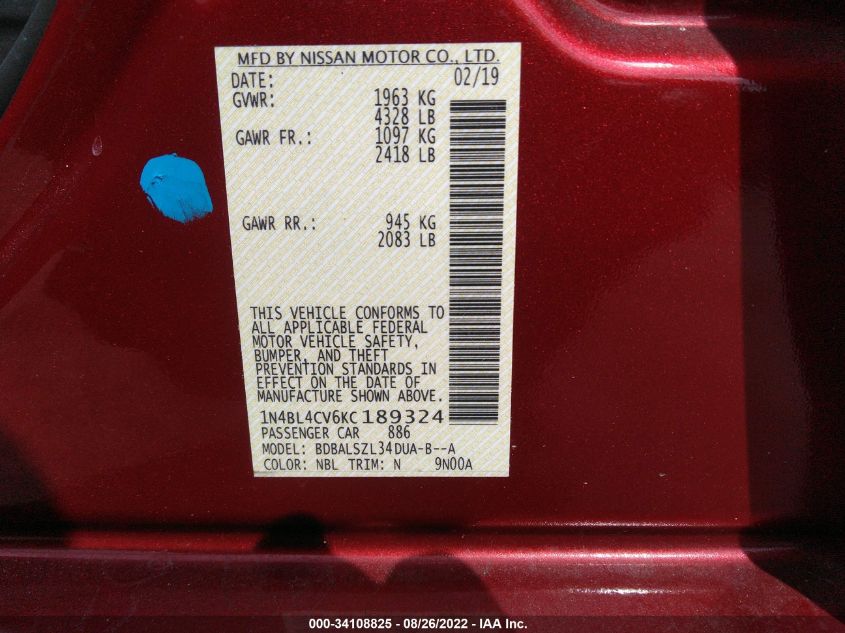 MFD BY NISSAN MOTOR CO., LTD.
DATE: 02/19
GVWR: 1963 KG
4328 LB
GAWR FR.: 1097 KG
2418 LB
GAWR RR.: 945 KG
2083 LB
THIS VEHICLE CONFORMS TO
ALL APPLICABLE FEDERAL
MOTOR VEHICLE SAFETY,
BUMPER, AND THEFT
PREVENTION STANDARDS IN
EFFECT ON THE DATE OF
MANUFACTURE SHOWN ABOVE.
1N4BL4CV6KC189324
PASSENGER CAR 886
MODEL: BDBALSZL34DUA-B--A
COLOR: NBL TRIM: N 9N00A
000-34108825 - 08/26/2022 - IAA Inc.